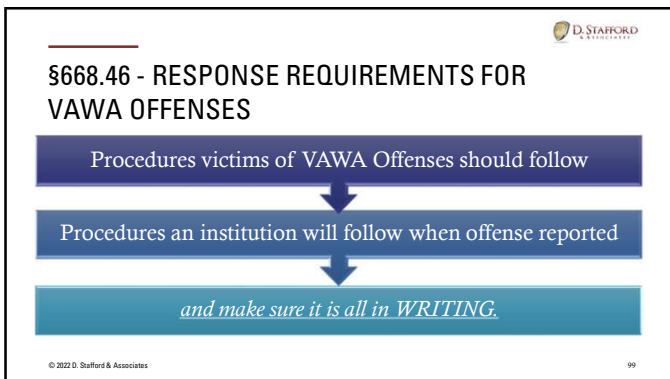 D. STAFFORD
& ASSOCIATES
§668.46 - RESPONSE REQUIREMENTS FOR
VAWA OFFENSES
Procedures victims of VAWA Offenses should follow
Procedures an institution will follow when offense reported
and make sure it is all in WRITING.
© 2022 D. Stafford & Associates
99